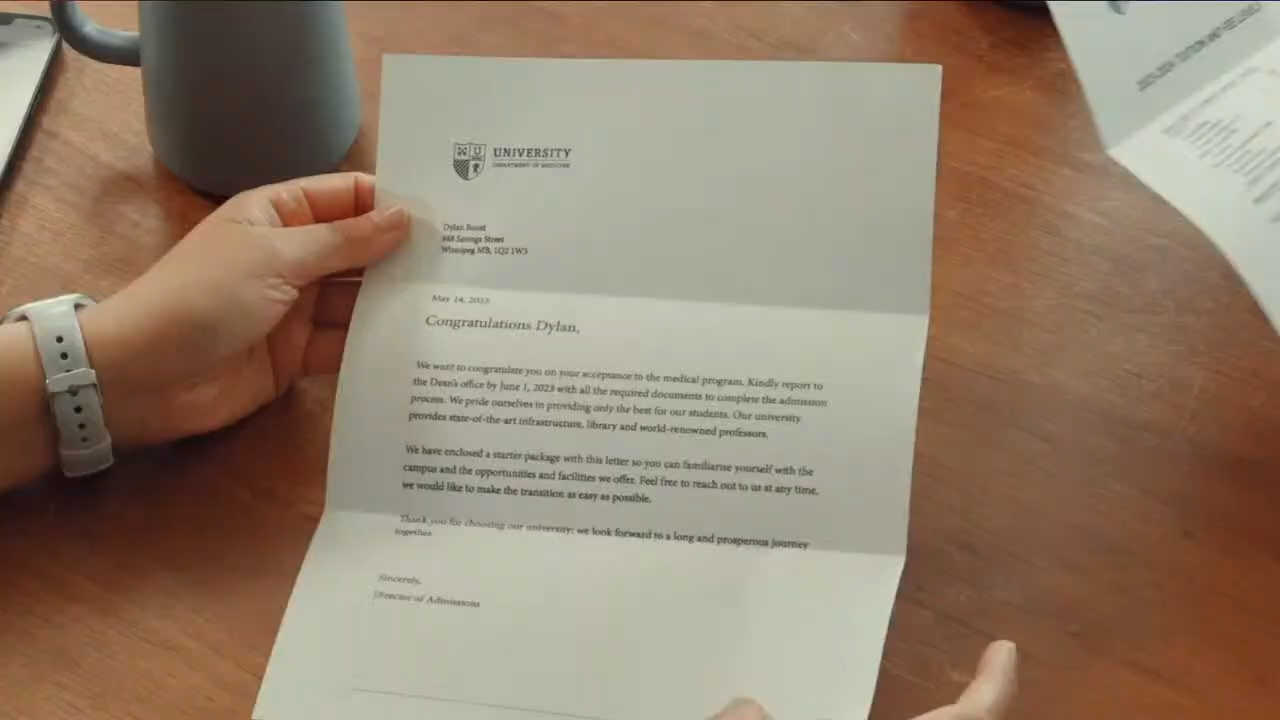 UNIVERSITY
DEPARTMENT OF MEDICINE
Dylan
Savings Street
Winnipeg MB, 1Q2 1W3
May 14, 2023
Congratulations Dylan,
We want to congratulate you on your acceptance to the medical program. Kindly report to
the Dean's office by June 1, 2023 with all the required documents to complete the admission
process. We pride ourselves in providing only the best for our students. Our university
provides state-of-the-art infrastructure, library and world-renowned professors.
We have enclosed a starter package with this letter so you can familiarise yourself with the
campus and the opportunities and facilities we offer. Feel free to reach out to us at any time,
we would like to make the transition as easy as possible.
Thank you for choosing our university; we look forward to a long and prosperous journey
together.
Sincerely,
Director of Admissions